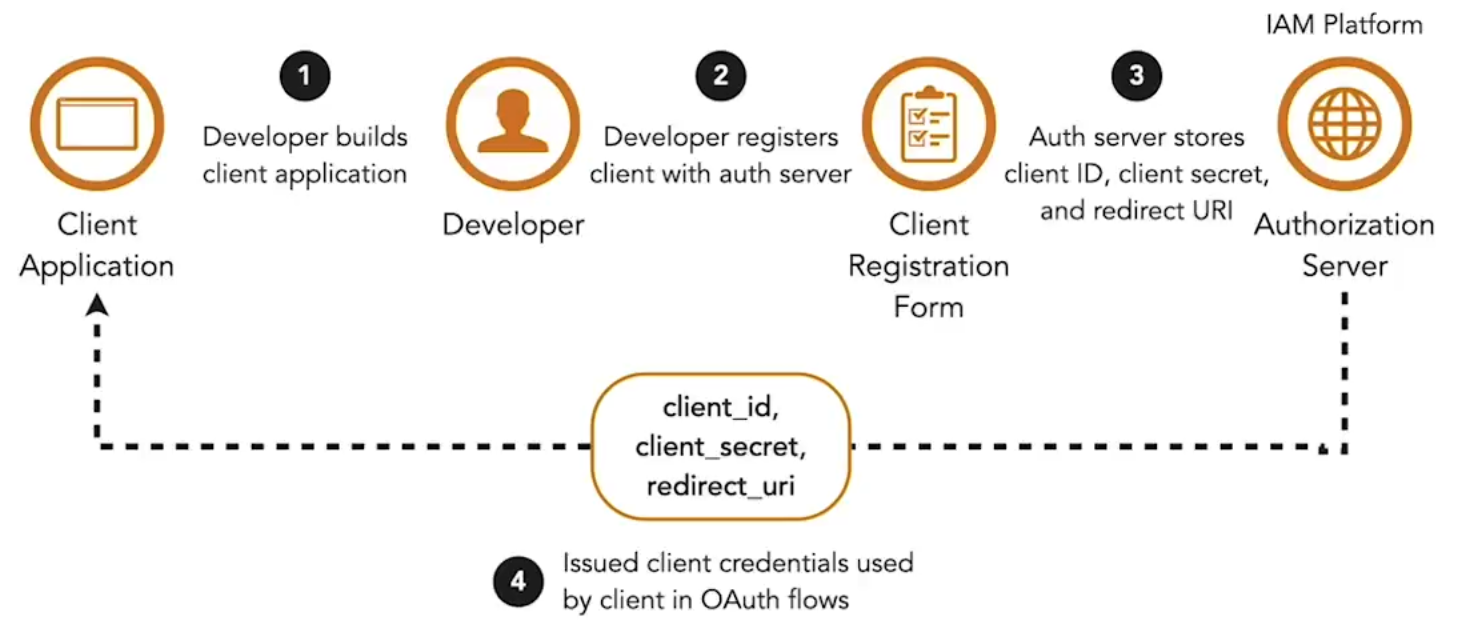 IAM Platform
1
2
3
Developer builds
client application
Developer registers
client with auth server
Auth server stores
client ID, client secret,
and redirect URI
Client
Application
Developer
Client
Registration
Form
Authorization
Server
client_id,
client_secret,
redirect_uri
4
Issued client credentials used
by client in OAuth flows